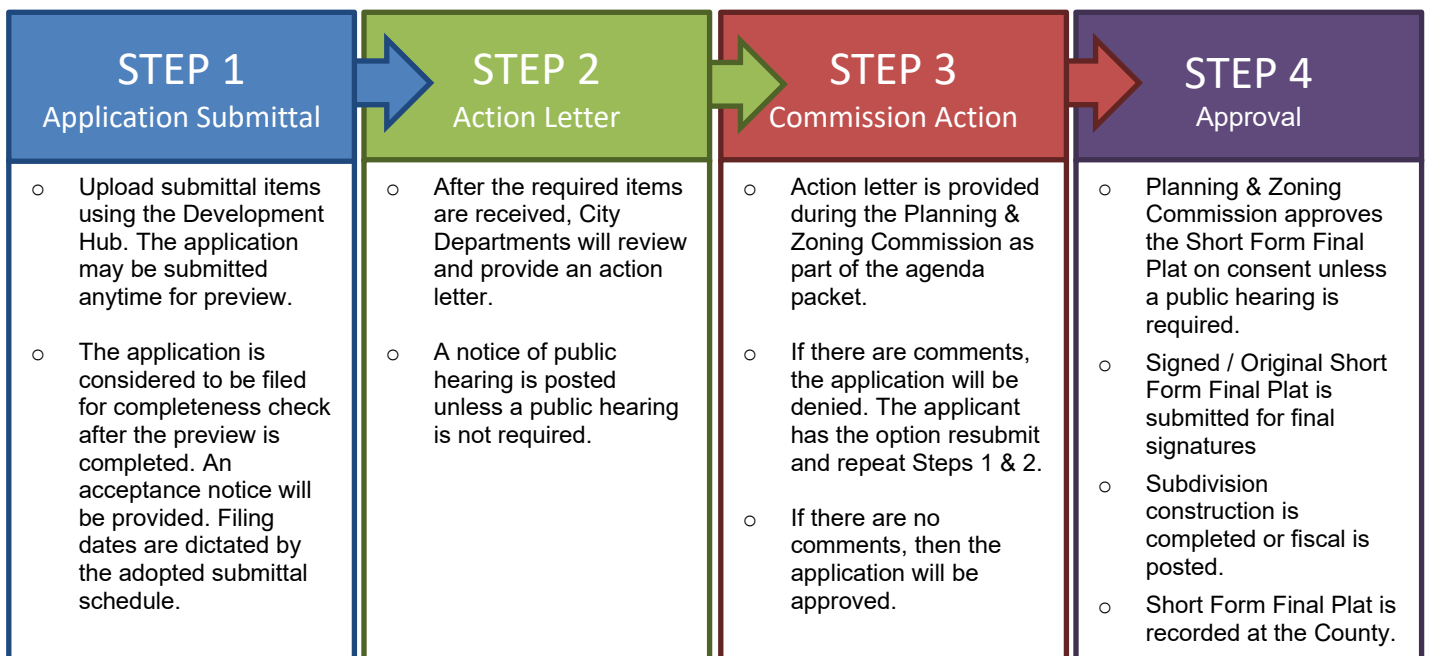 STEP 1
Application Submittal
o Upload submittal items
using the Development
Hub. The application
may be submitted
anytime for preview.
o The application is
considered to be filed
for completeness check
after the preview is
completed. An
acceptance notice will
be provided. Filing
dates are dictated by
the adopted submittal
schedule.
STEP 2
Action Letter
o After the required items
are received, City
Departments will review
and provide an action
letter.
o A notice of public
hearing is posted
unless a public hearing
is not required.
STEP 3
Commission Action
o Action letter is provided
during the Planning &
Zoning Commission as
part of the agenda
packet.
o If there are comments,
the application will be
denied. The applicant
has the option resubmit
and repeat Steps 1 & 2.
o If there are no
comments, then the
application will be
approved.
STEP 4
Approval
o Planning & Zoning
Commission approves
the Short Form Final
Plat on consent unless
a public hearing is
required.
o Signed / Original Short
Form Final Plat is
submitted for final
signatures
o Subdivision
construction is
completed or fiscal is
posted.
o Short Form Final Plat is
recorded at the County.